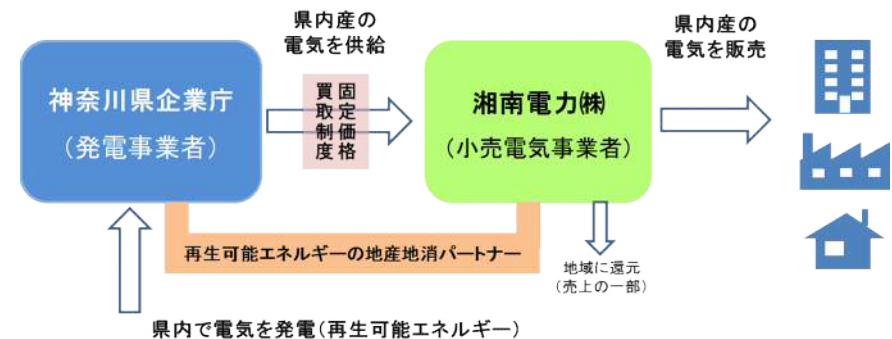 県内産の
電気を供給
県内産の
電気を販売
神奈川県企業庁
（発電事業者）
固定価格
買取制度
湘南電力㈱
（小売電気事業者）
再生可能エネルギーの地産地消パートナー
地域に還元
（売上の一部）
県内で電気を発電（再生可能エネルギー）